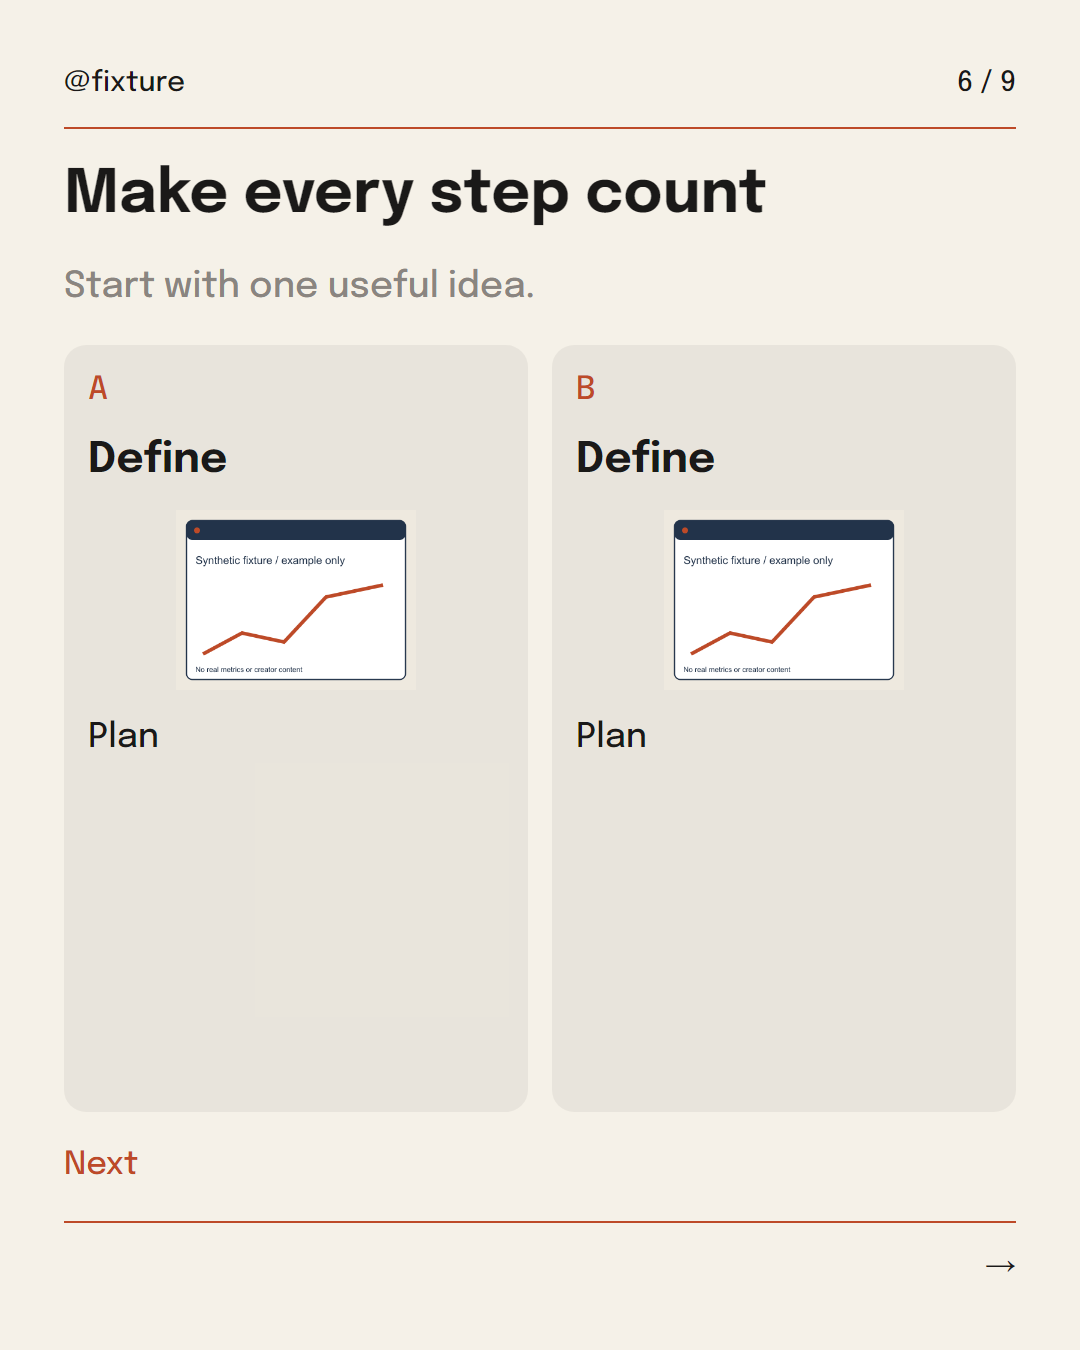 @fixture
6 / 9
Make every step count
Start with one useful idea.
A
Define
Synthetic fixture / example only
No real metrics or creator content
Plan
B
Define
Synthetic fixture / example only
No real metrics or creator content
Plan
Next
→